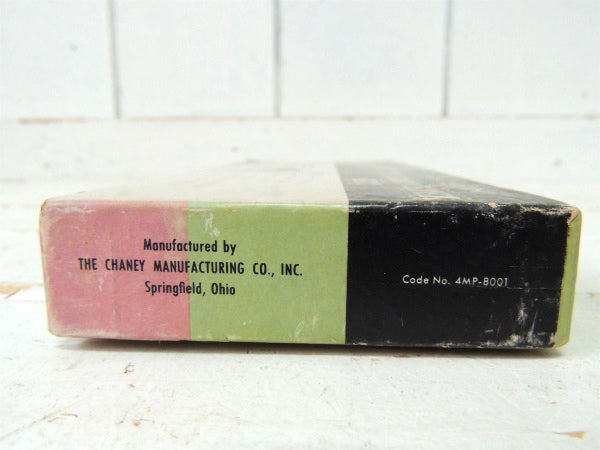 Manufactured by
THE CHANEY MANUFACTURING CO., INC.
Springfield, Ohio
Code No. 4MP-8001